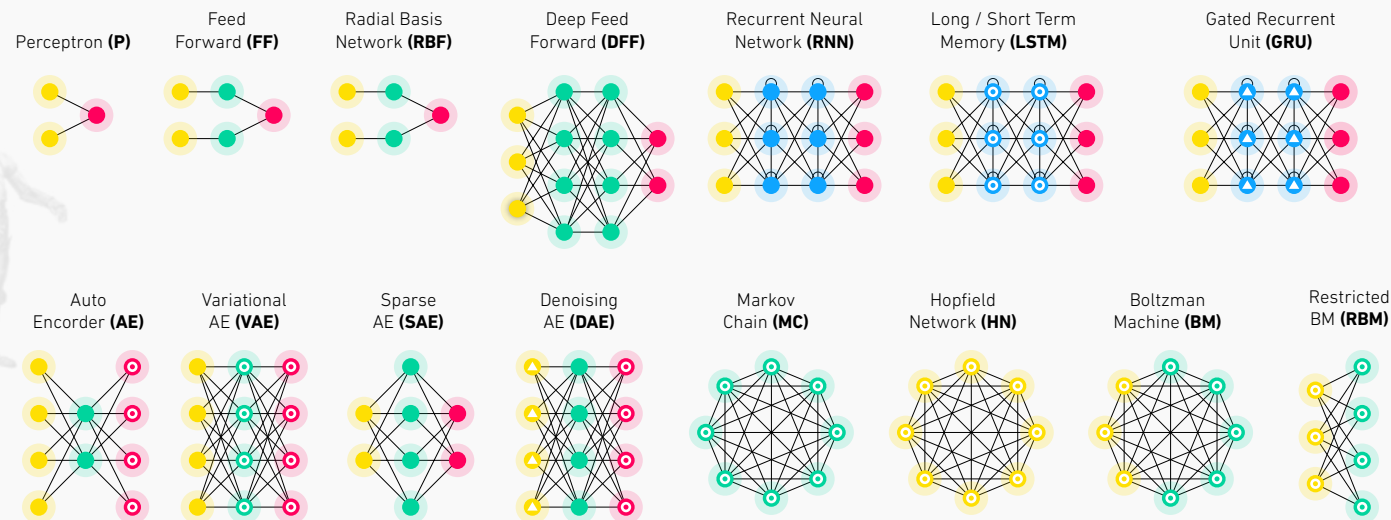 Perceptron (P)
Feed
Forward (FF)
Radial Basis
Network (RBF)
Deep Feed
Forward (DFF)
Recurrent Neural
Network (RNN)
Long / Short Term
Memory (LSTM)
Gated Recurrent
Unit (GRU)
Auto
Encorder (AE)
Variational
AE (VAE)
Sparse
AE (SAE)
Denoising
AE (DAE)
Markov
Chain (MC)
Hopfield
Network (HN)
Boltzman
Machine (BM)
Restricted
BM (RBM)